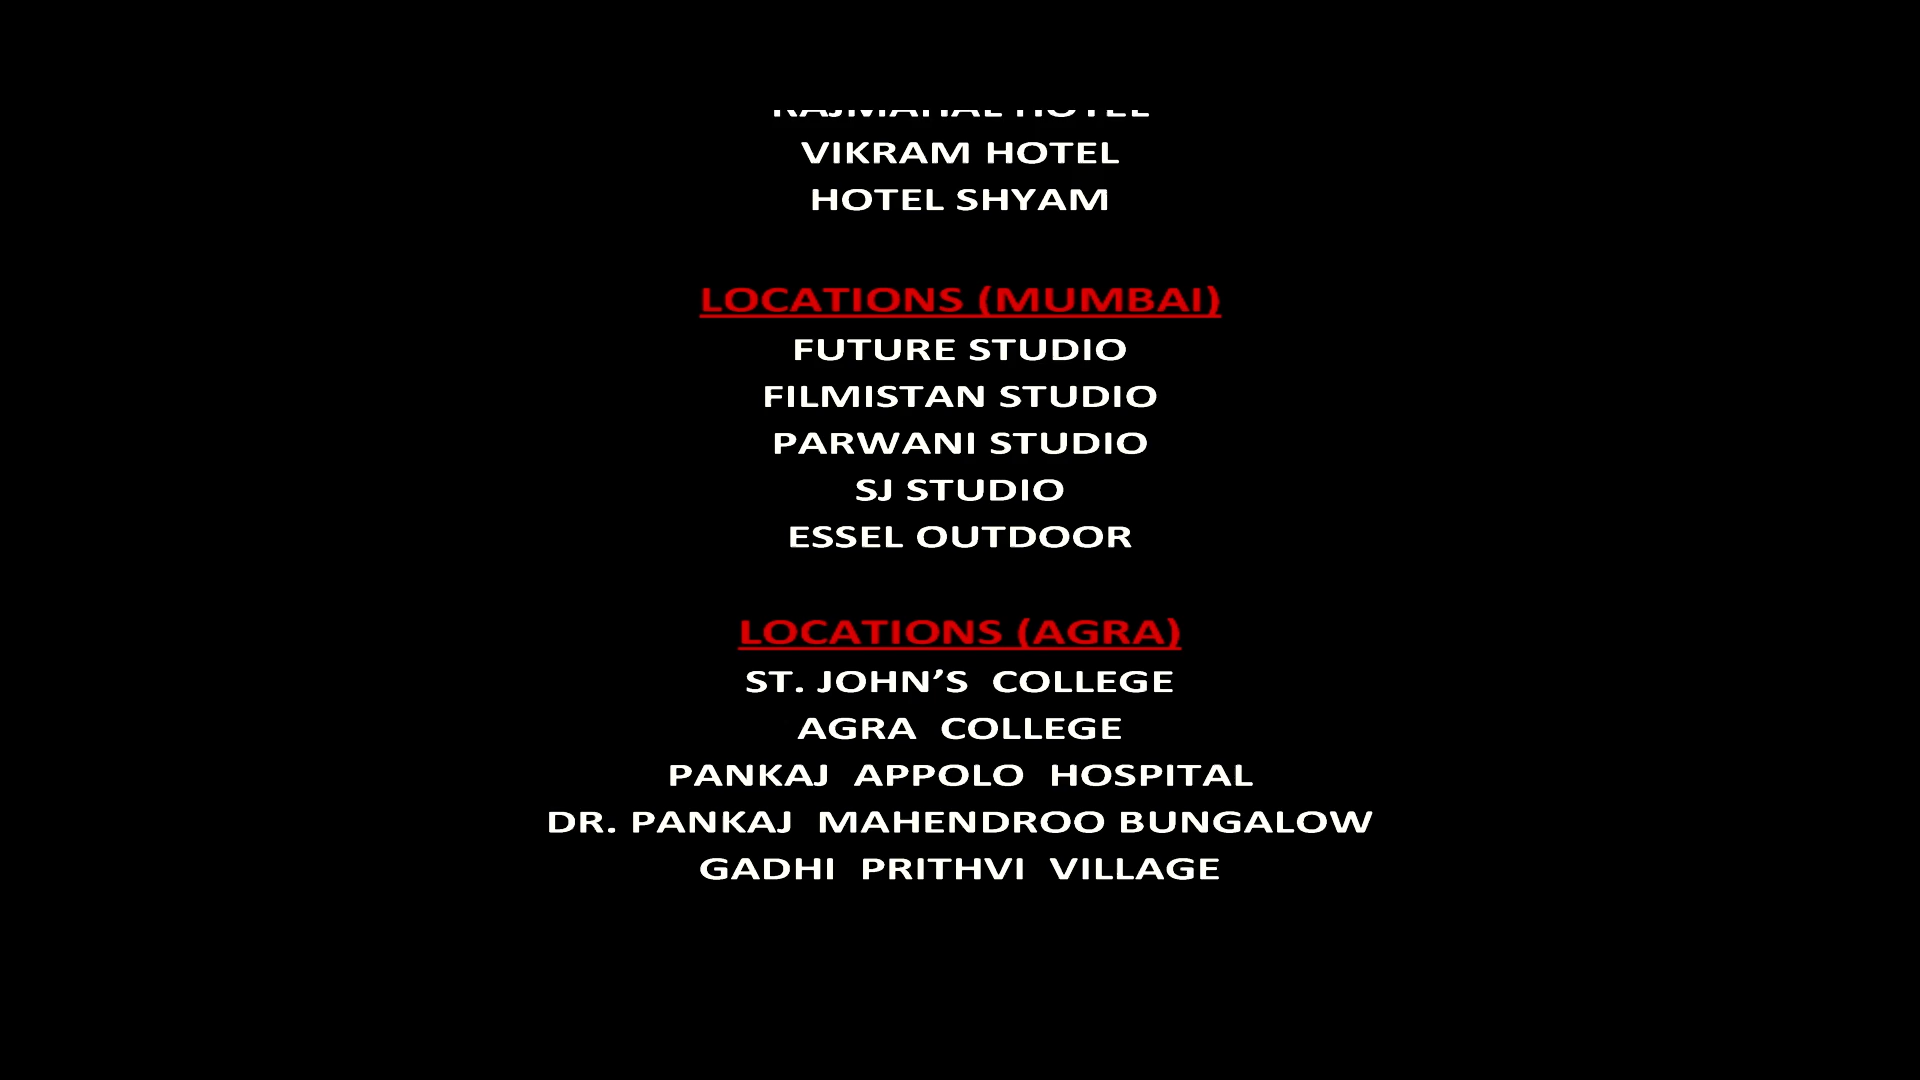 HOTEL
VIKRAM HOTEL
HOTEL SHYAM
LOCATIONS (MUMBAI)
FUTURE STUDIO
FILMISTAN STUDIO
PARWANI STUDIO
SJ STUDIO
ESSEL OUTDOOR
LOCATIONS (AGRA)
ST. JOHN’S COLLEGE
AGRA COLLEGE
PANKAJ APPOLO HOSPITAL
DR. PANKAJ MAHENDROO BUNGALOW
GADHI PRITHVI VILLAGE